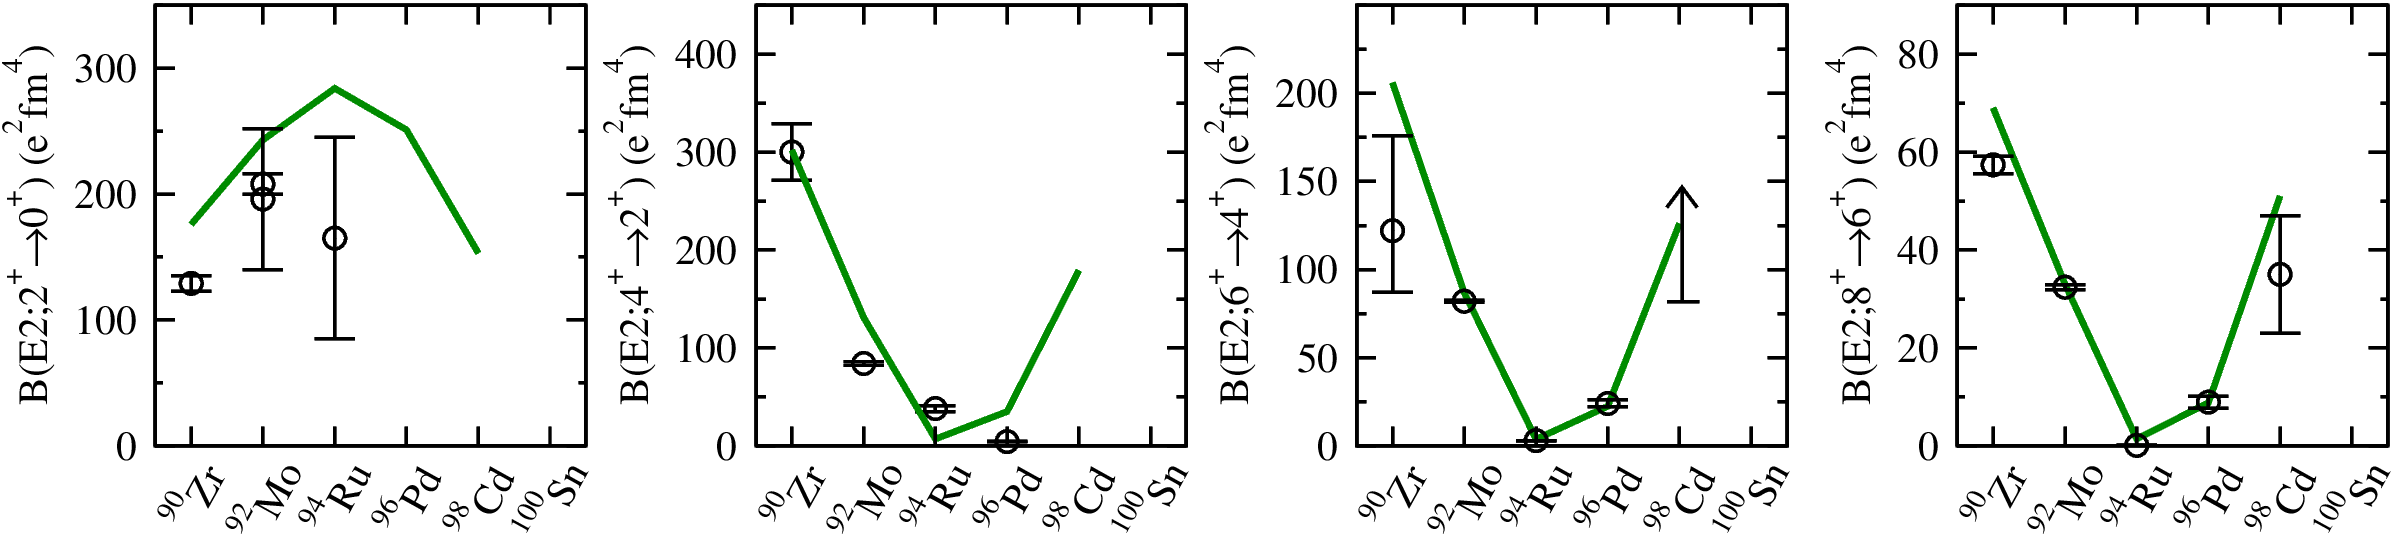 B(E2;2⁺→0⁺) (e²fm⁴)
300
200
100
0
⁹⁰Zr
⁹²Mo
⁹⁴Ru
⁹⁶Pd
⁹⁸Cd
¹⁰⁰Sn
B(E2;4⁺→2⁺) (e²fm⁴)
400
300
200
100
0
⁹⁰Zr
⁹²Mo
⁹⁴Ru
⁹⁶Pd
⁹⁸Cd
¹⁰⁰Sn
B(E2;6⁺→4⁺) (e²fm⁴)
200
150
100
50
0
⁹⁰Zr
⁹²Mo
⁹⁴Ru
⁹⁶Pd
⁹⁸Cd
¹⁰⁰Sn
B(E2;8⁺→6⁺) (e²fm⁴)
80
60
40
20
0
⁹⁰Zr
⁹²Mo
⁹⁴Ru
⁹⁶Pd
⁹⁸Cd
¹⁰⁰Sn